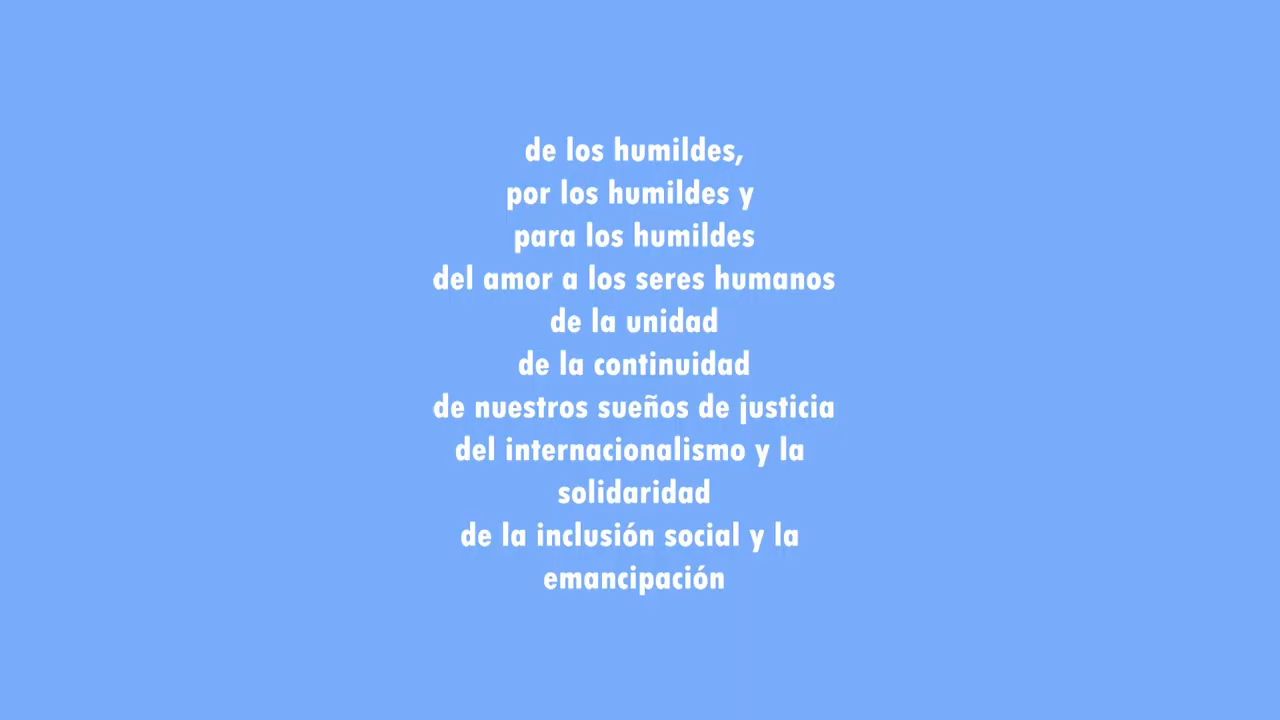 de los humildes,
por los humildes y
para los humildes
del amor a los seres humanos
de la unidad
de la continuidad
de nuestros sueños de justicia
del internacionalismo y la
solidaridad
de la inclusión social y la
emancipación